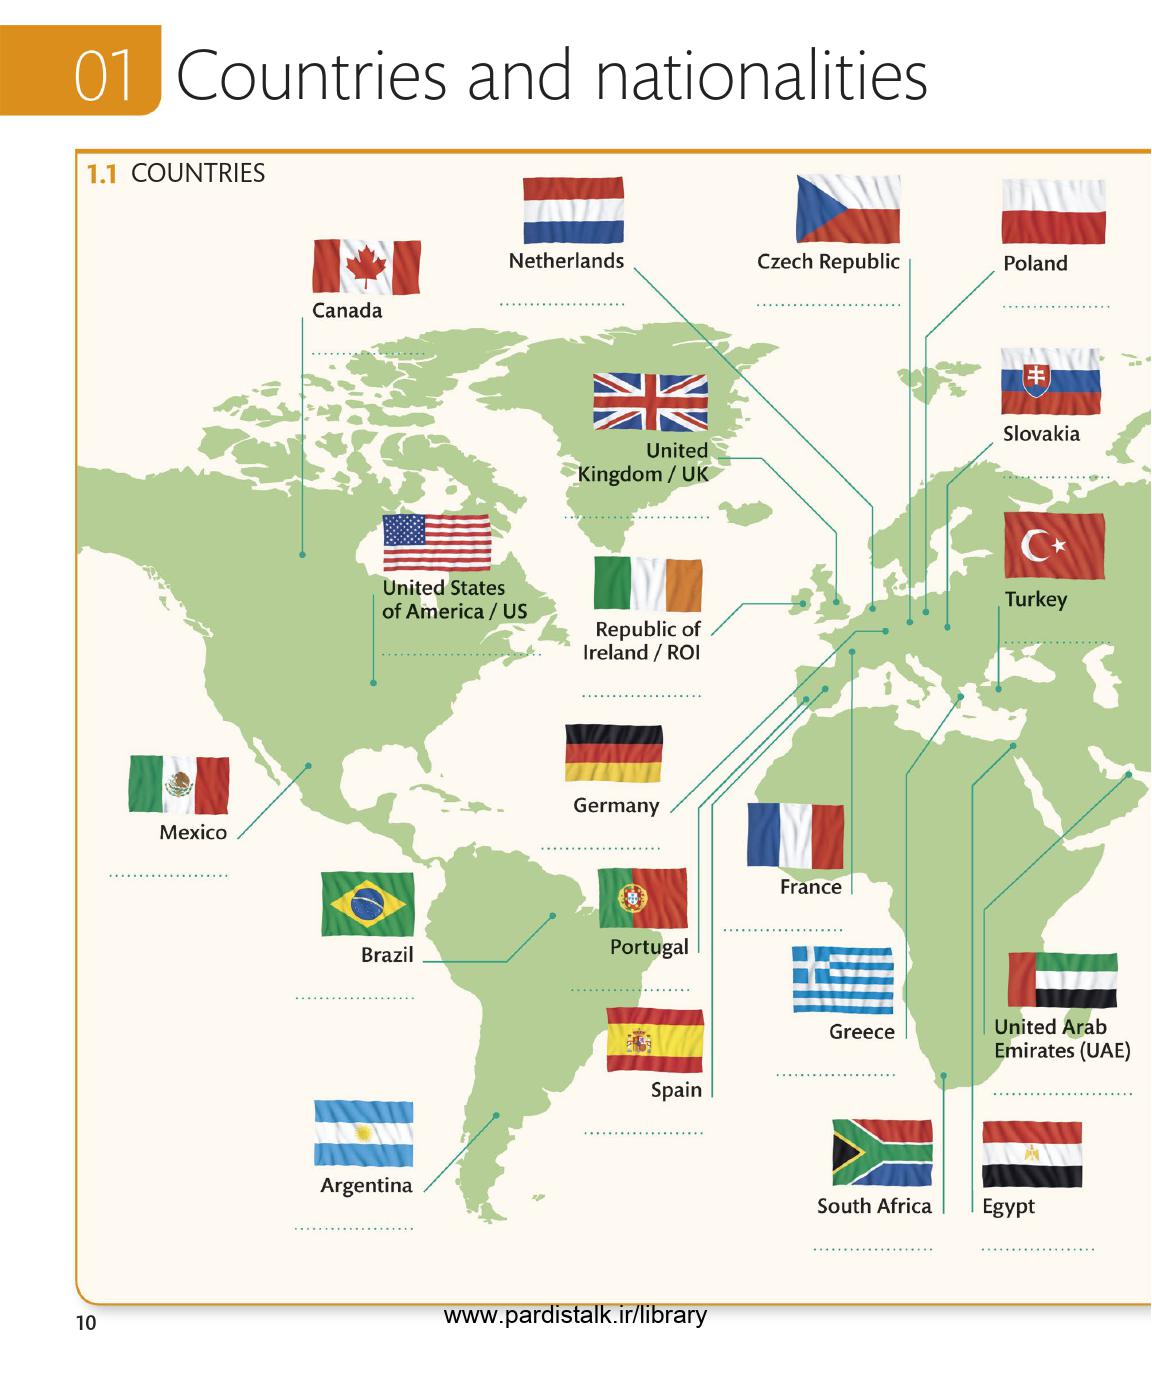 01 Countries and nationalities
1.1 COUNTRIES
Netherlands
Czech Republic
Poland
Canada
Slovakia
United
Kingdom / UK
United States
of America / US
Republic of
Ireland / ROI
Turkey
Germany
Mexico
France
Brazil
Portugal
Greece
United Arab
Emirates (UAE)
Spain
Argentina
South Africa
Egypt
10
www.pardistalk.ir/library